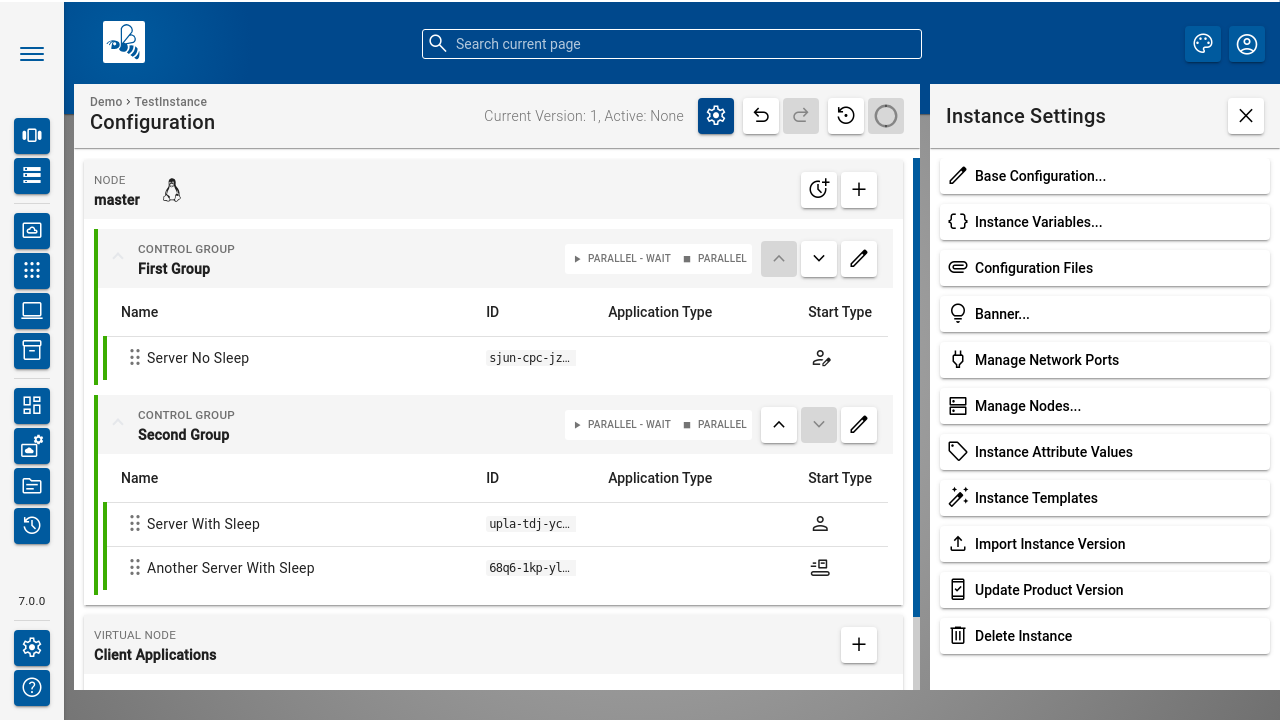 Search current page
Demo › TestInstance
Configuration
Current Version: 1, Active: None
NODE
master
CONTROL GROUP
First Group
PARALLEL - WAIT PARALLEL
Name ID Application Type Start Type
Server No Sleep sjun-cpc-jz…
CONTROL GROUP
Second Group
PARALLEL - WAIT PARALLEL
Name ID Application Type Start Type
Server With Sleep upla-tdj-yc…
Another Server With Sleep 68q6-1kp-yl…
VIRTUAL NODE
Client Applications
Instance Settings
Base Configuration...
Instance Variables...
Configuration Files
Banner...
Manage Network Ports
Manage Nodes...
Instance Attribute Values
Instance Templates
Import Instance Version
Update Product Version
Delete Instance
7.0.0